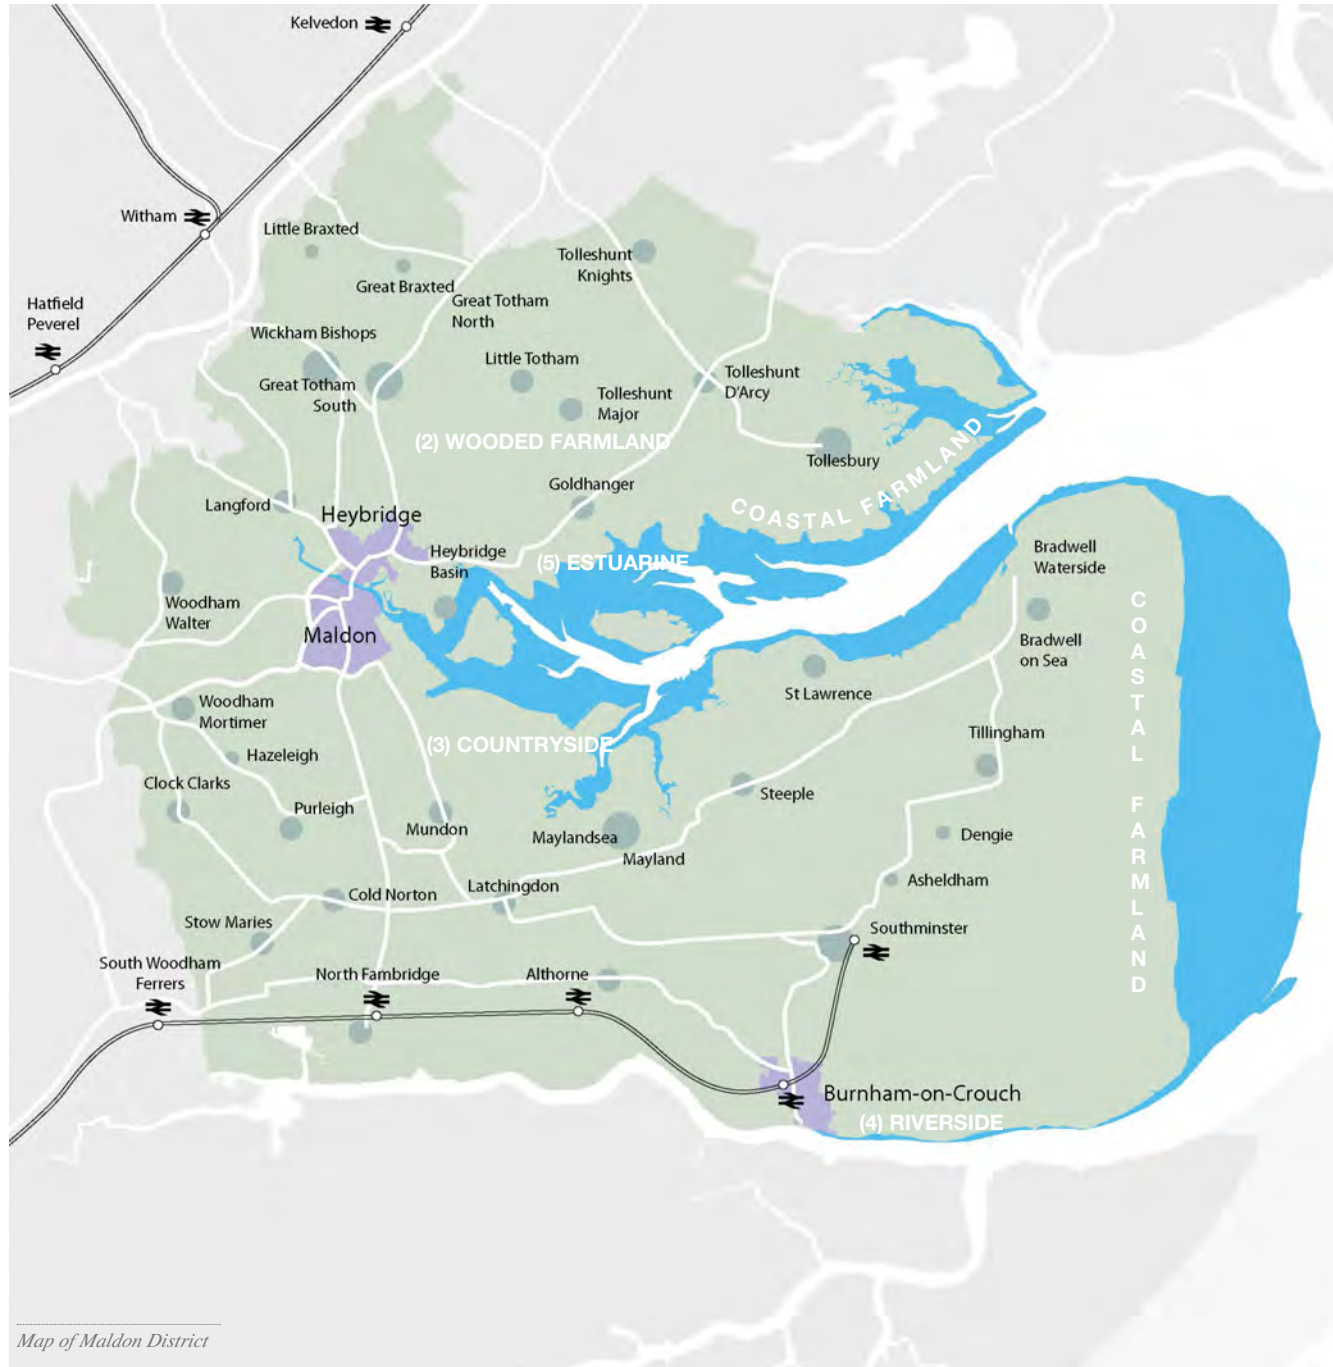 Kelvedon
Witham
Little Braxted
Tolleshunt
Knights
Great Braxted
Hatfield
Peverel
Great Totham
North
Wickham Bishops
Little Totham
Tolleshunt
D'Arcy
Great Totham
South
Tolleshunt
Major
(2) WOODED FARMLAND
Tollesbury
COASTAL FARMLAND
Goldhanger
Langford
Heybridge
Heybridge
Basin
(5) ESTUARINE
Bradwell
Waterside
Woodham
Walter
Maldon
Bradwell
on Sea
COASTAL FARMLAND
St Lawrence
Woodham
Mortimer
Tillingham
(3) COUNTRYSIDE
Hazeleigh
Clock Clarks
Steeple
Purleigh
Mundon
Maylandsea
Dengie
Mayland
Asheldham
Latchingdon
Cold Norton
Stow Maries
Southminster
South Woodham
Ferrers
North Fambridge
Althorne
Burnham-on-Crouch
(4) RIVERSIDE
Map of Maldon District